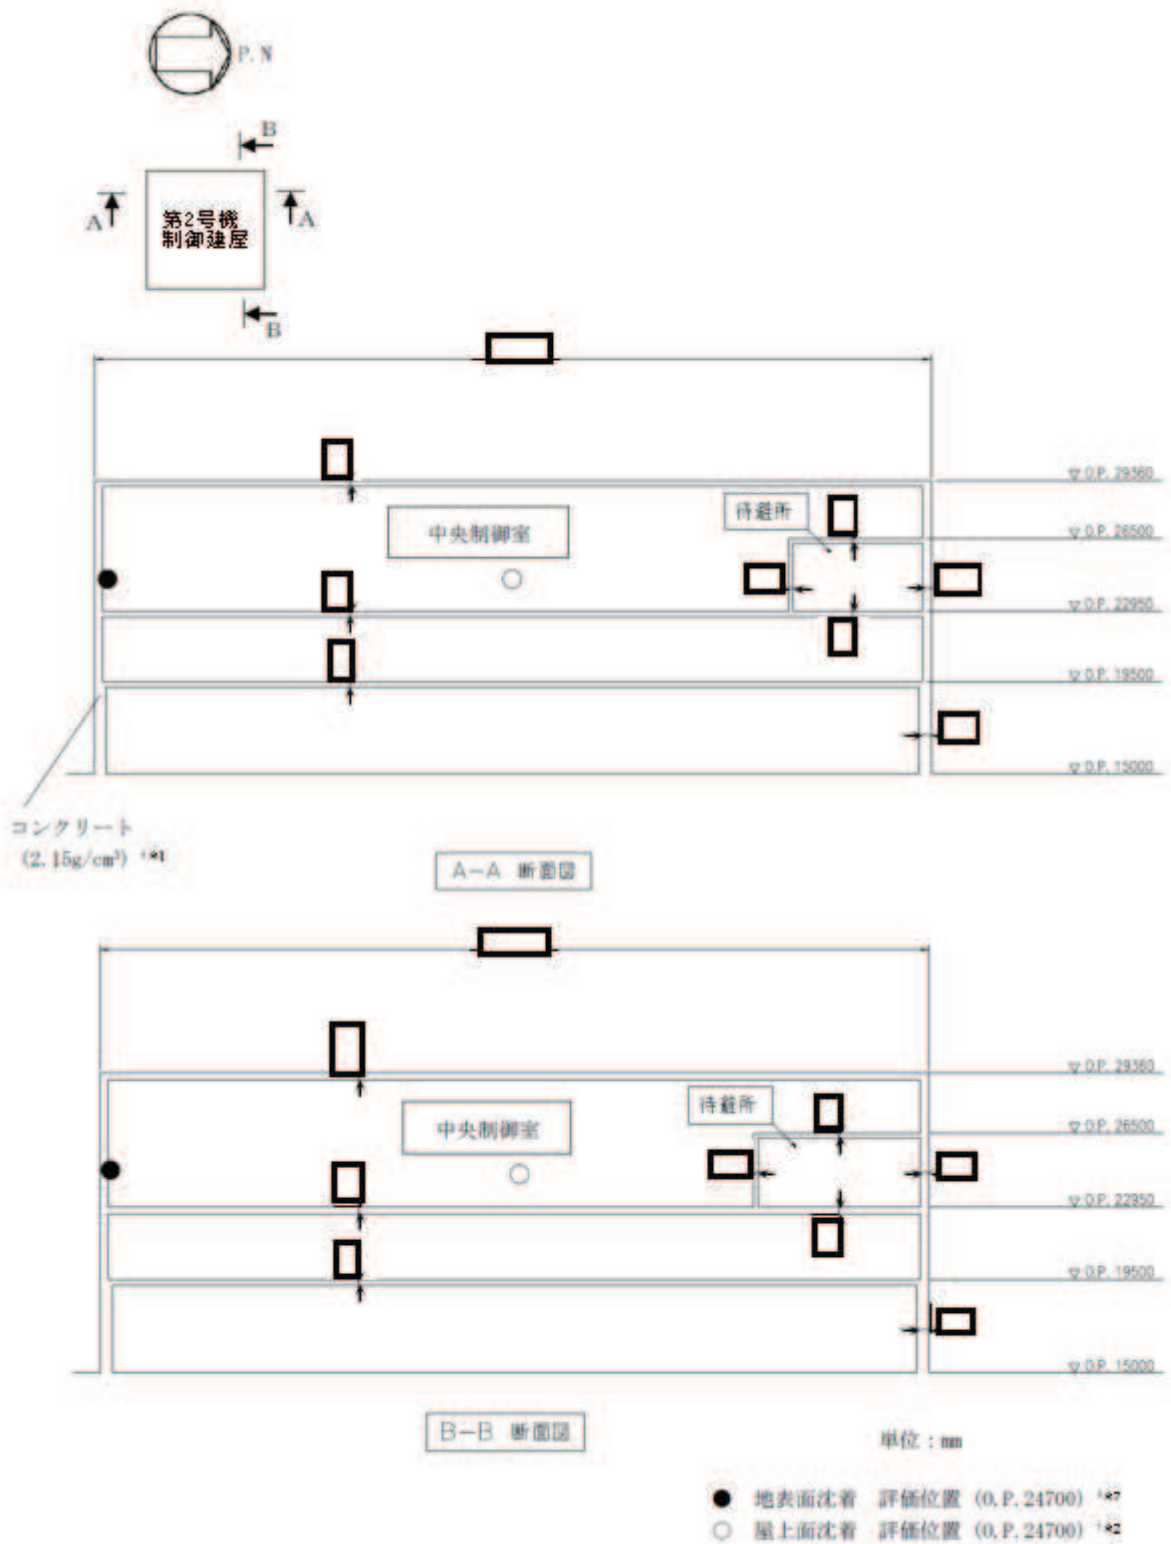 P.N
B
A
A
第2号機
制御建屋
B
▽O.P. 29360
待避所
中央制御室
▽O.P. 26500
▽O.P. 22950
▽O.P. 19500
▽O.P. 15000
コンクリート
(2.15g/cm³)
A-A 断面図
▽O.P. 29360
待避所
中央制御室
▽O.P. 26500
▽O.P. 22950
▽O.P. 19500
▽O.P. 15000
B-B 断面図
単位：mm
● 地表面沈着 評価位置 (O.P.24700)
○ 屋上面沈着 評価位置 (O.P.24700)